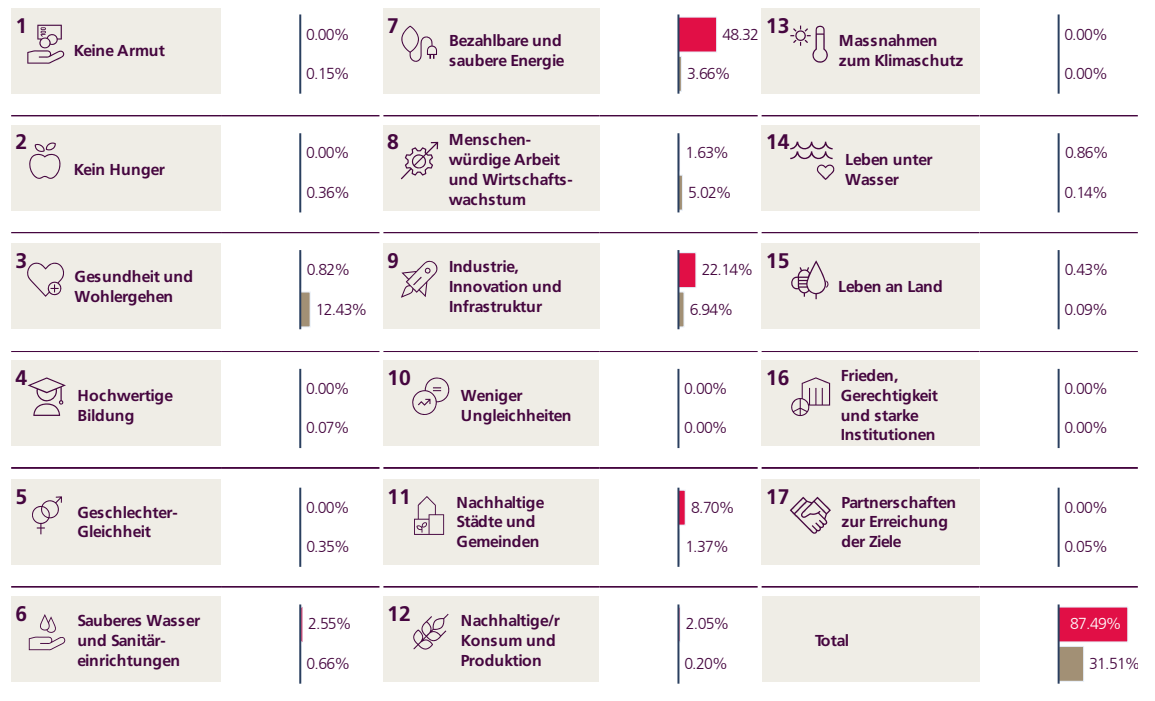 1
Keine Armut
0.00%
0.15%
2
Kein Hunger
0.00%
0.36%
3
Gesundheit und
Wohlergehen
0.82%
12.43%
4
Hochwertige
Bildung
0.00%
0.07%
5
Geschlechter-
Gleichheit
0.00%
0.35%
6
Sauberes Wasser
und Sanitär-
einrichtungen
2.55%
0.66%
7
Bezahlbare und
saubere Energie
48.32
3.66%
8
Menschen-
würdige Arbeit
und Wirtschafts-
wachstum
1.63%
5.02%
9
Industrie,
Innovation und
Infrastruktur
22.14%
6.94%
10
Weniger
Ungleichheiten
0.00%
0.00%
11
Nachhaltige
Städte und
Gemeinden
8.70%
1.37%
12
Nachhaltige/r
Konsum und
Produktion
2.05%
0.20%
13
Massnahmen
zum Klimaschutz
0.00%
0.00%
14
Leben unter
Wasser
0.86%
0.14%
15
Leben an Land
0.43%
0.09%
16
Frieden,
Gerechtigkeit
und starke
Institutionen
0.00%
0.00%
17
Partnerschaften
zur Erreichung
der Ziele
0.00%
0.05%
Total
87.49%
31.51%